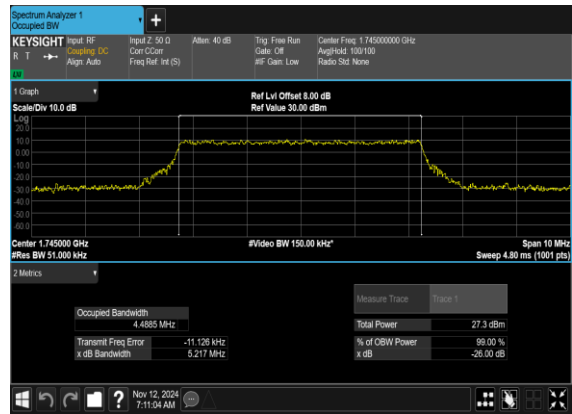 Spectrum Analyzer 1
Occupied BW
KEYSIGHT
R T
LW
Input: RF
Coupling: DC
Align: Auto
Input Z: 50 Ω
Corr CCorr
Freq Ref: Int (S)
Atten: 40 dB
Trig: Free Run
Gate: Off
#IF Gain: Low
Center Freq: 1.745000000 GHz
Avg|Hold: 100/100
Radio Std: None
1 Graph
Scale/Div 10.0 dB
Ref Lvl Offset 8.00 dB
Ref Value 30.00 dBm
Log
20.0
10.0
0.00
-10.0
-20.0
-30.0
-40.0
-50.0
-60.0
Center 1.745000 GHz
#Res BW 51.000 kHz
#Video BW 150.00 kHz*
Span 10 MHz
Sweep 4.80 ms (1001 pts)
2 Metrics
Measure Trace Trace 1
Occupied Bandwidth
4.4885 MHz
Total Power 27.3 dBm
Transmit Freq Error -11.126 kHz
% of OBW Power 99.00 %
x dB Bandwidth 5.217 MHz
x dB -26.00 dB
?
Nov 12, 2024
7:11:04 AM